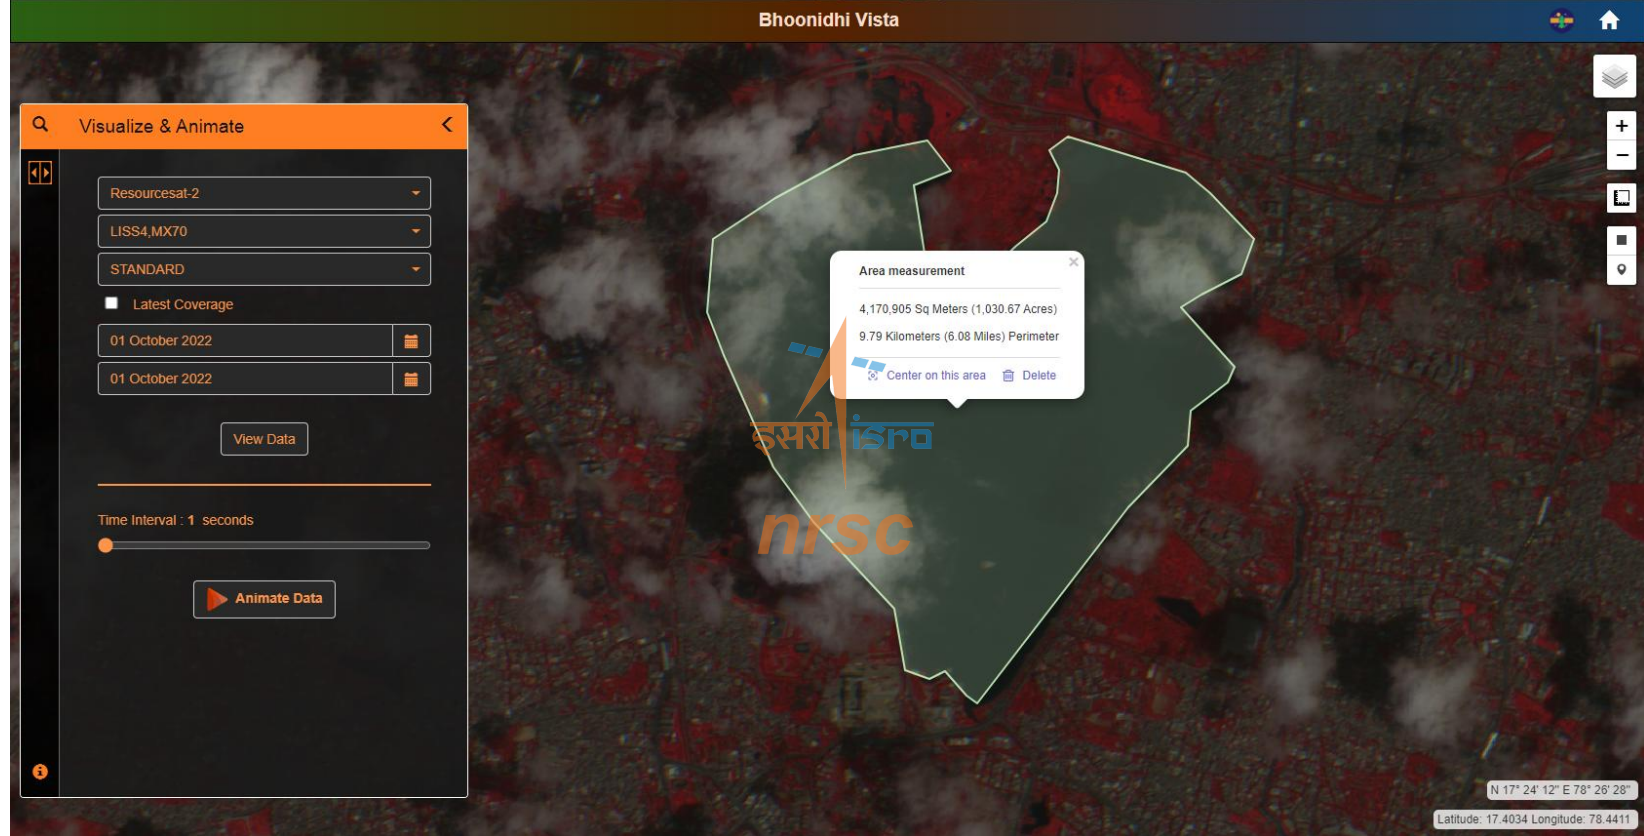 Bhoonidhi Vista
Visualize & Animate
Resourcesat-2
LISS4,MX70
STANDARD
Latest Coverage
01 October 2022
01 October 2022
View Data
Time Interval : 1 seconds
Animate Data
Area measurement
×
4,170,905 Sq Meters (1,030.67 Acres)
9.79 Kilometers (6.08 Miles) Perimeter
Center on this area
Delete
इसरो isro
nrsc
+
−
N 17° 24' 12" E 78° 26' 28"
Latitude: 17.4034 Longitude: 78.4411